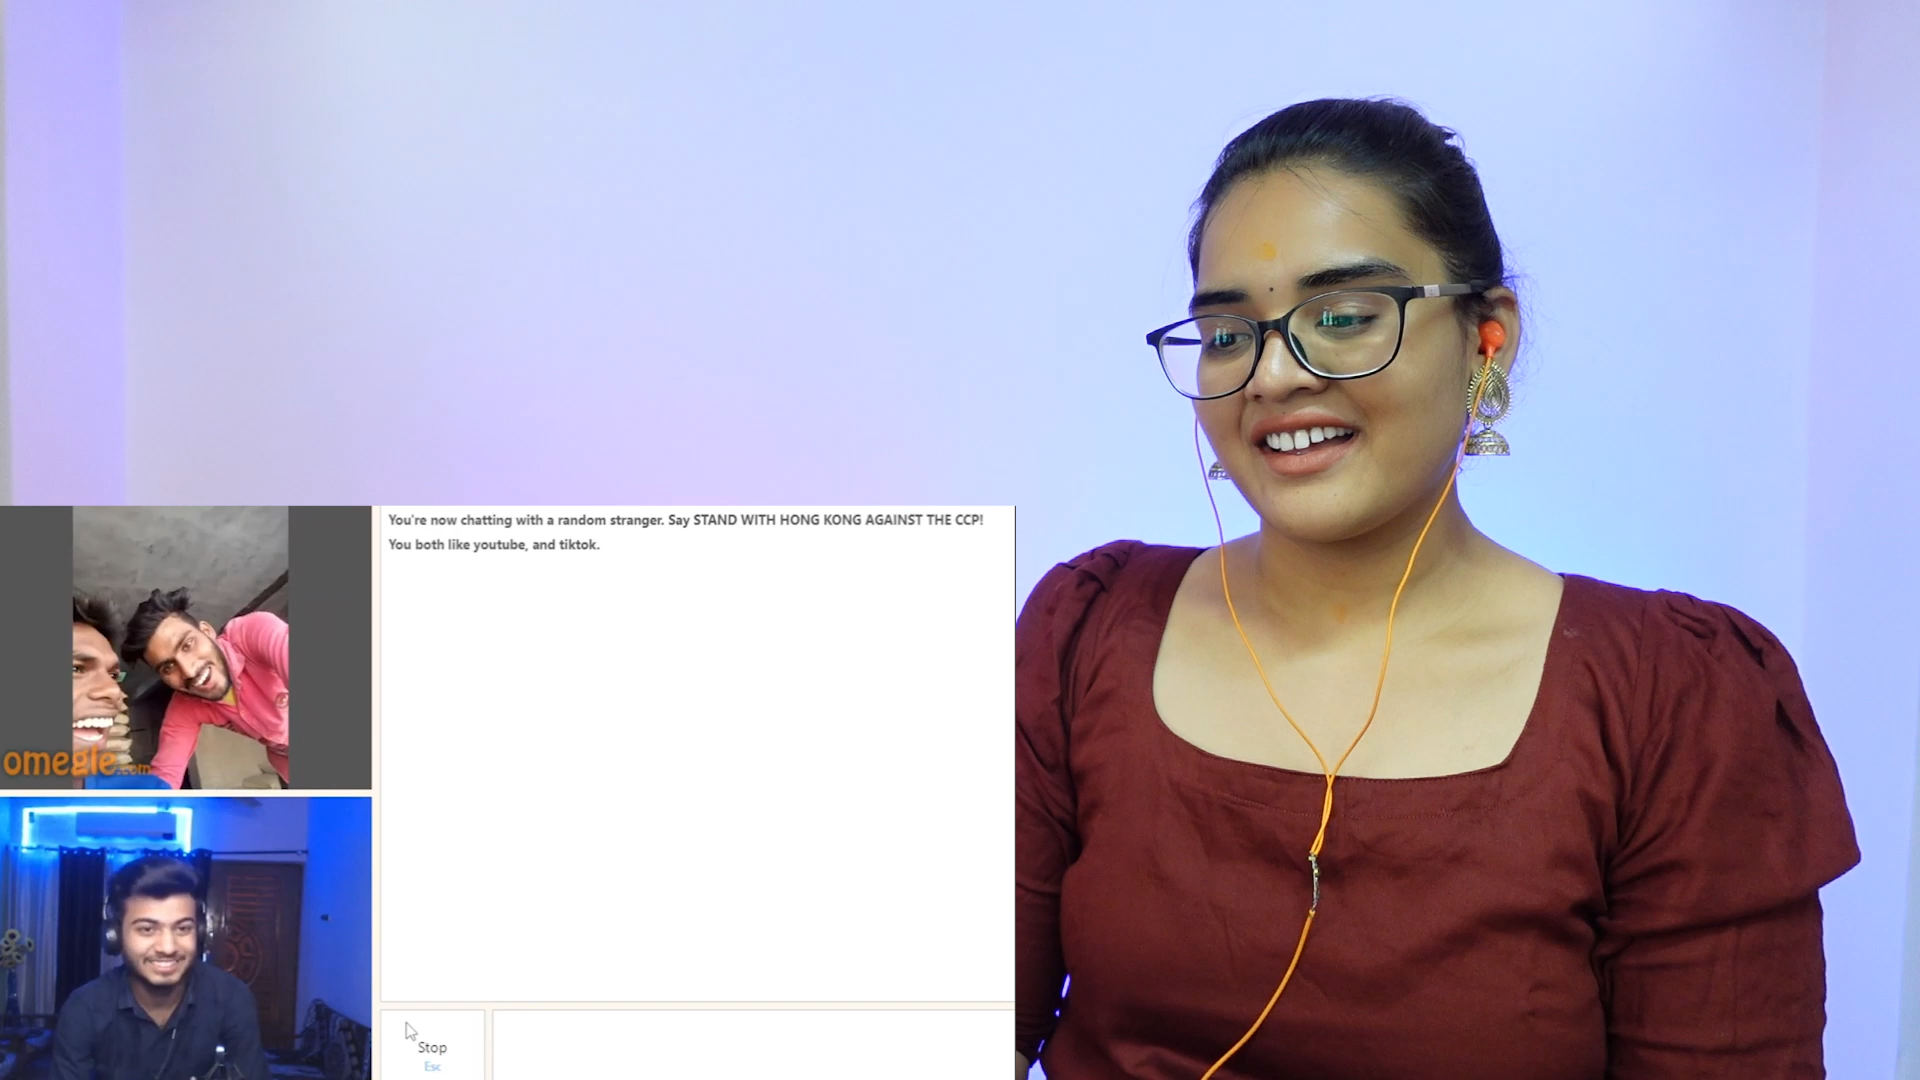 You're now chatting with a random stranger. Say STAND WITH HONG KONG AGAINST THE CCP!
You both like youtube, and tiktok.
omegle.com
Stop
Esc